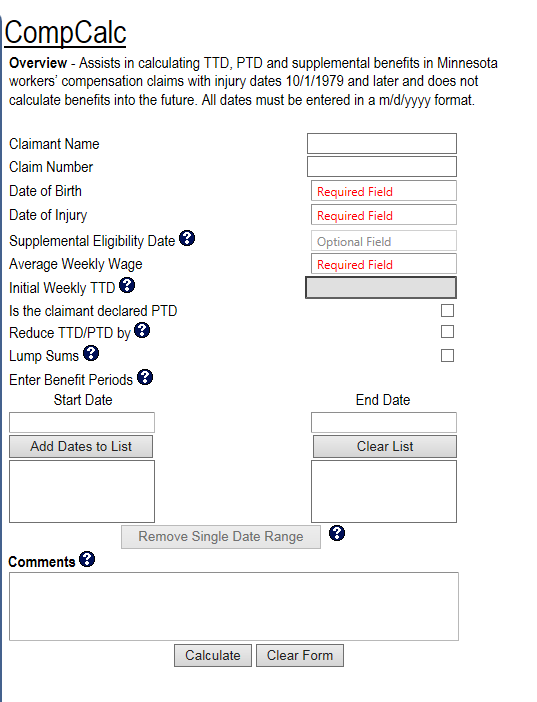 CompCalc
Overview - Assists in calculating TTD, PTD and supplemental benefits in Minnesota
workers' compensation claims with injury dates 10/1/1979 and later and does not
calculate benefits into the future. All dates must be entered in a m/d/yyyy format.
Claimant Name
Claim Number
Date of Birth Required Field
Date of Injury Required Field
Supplemental Eligibility Date ? Optional Field
Average Weekly Wage Required Field
Initial Weekly TTD ?
Is the claimant declared PTD
Reduce TTD/PTD by ?
Lump Sums ?
Enter Benefit Periods ?
Start Date End Date
Add Dates to List Clear List
Remove Single Date Range ?
Comments ?
Calculate Clear Form